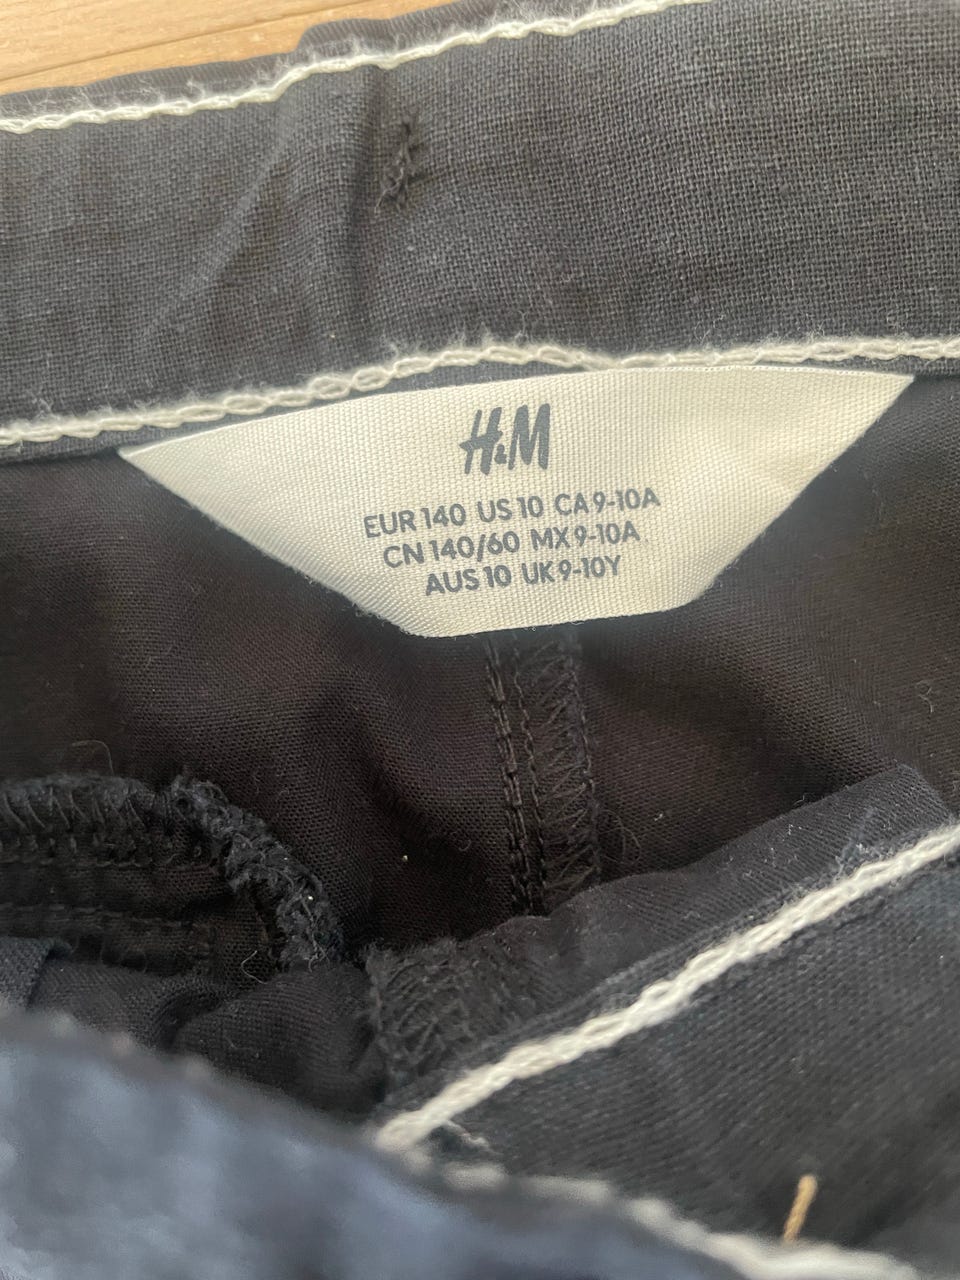 H&M
EUR 140 US 10 CA 9-10A
CN 140/60 MX 9-10A
AUS 10 UK 9-10Y